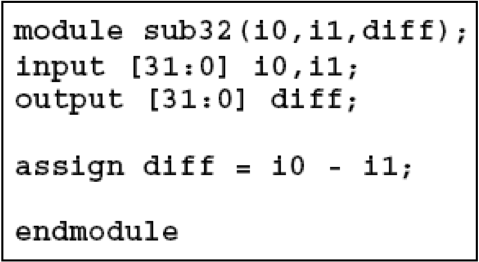 module sub32(i0,i1,diff);
input [31:0] i0,i1;
output [31:0] diff;
assign diff = i0 - i1;
endmodule